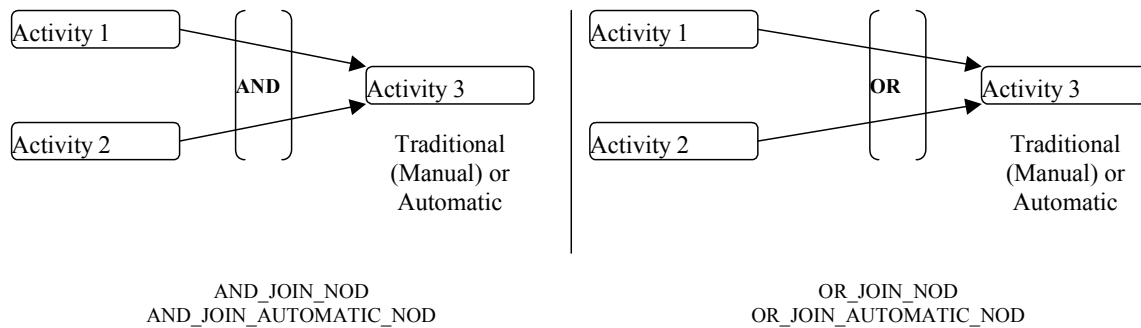 Activity 1
AND
Activity 3
Activity 2
Traditional
(Manual) or
Automatic
AND_JOIN_NOD
AND_JOIN_AUTOMATIC_NOD
Activity 1
OR
Activity 3
Activity 2
Traditional
(Manual) or
Automatic
OR_JOIN_NOD
OR_JOIN_AUTOMATIC_NOD